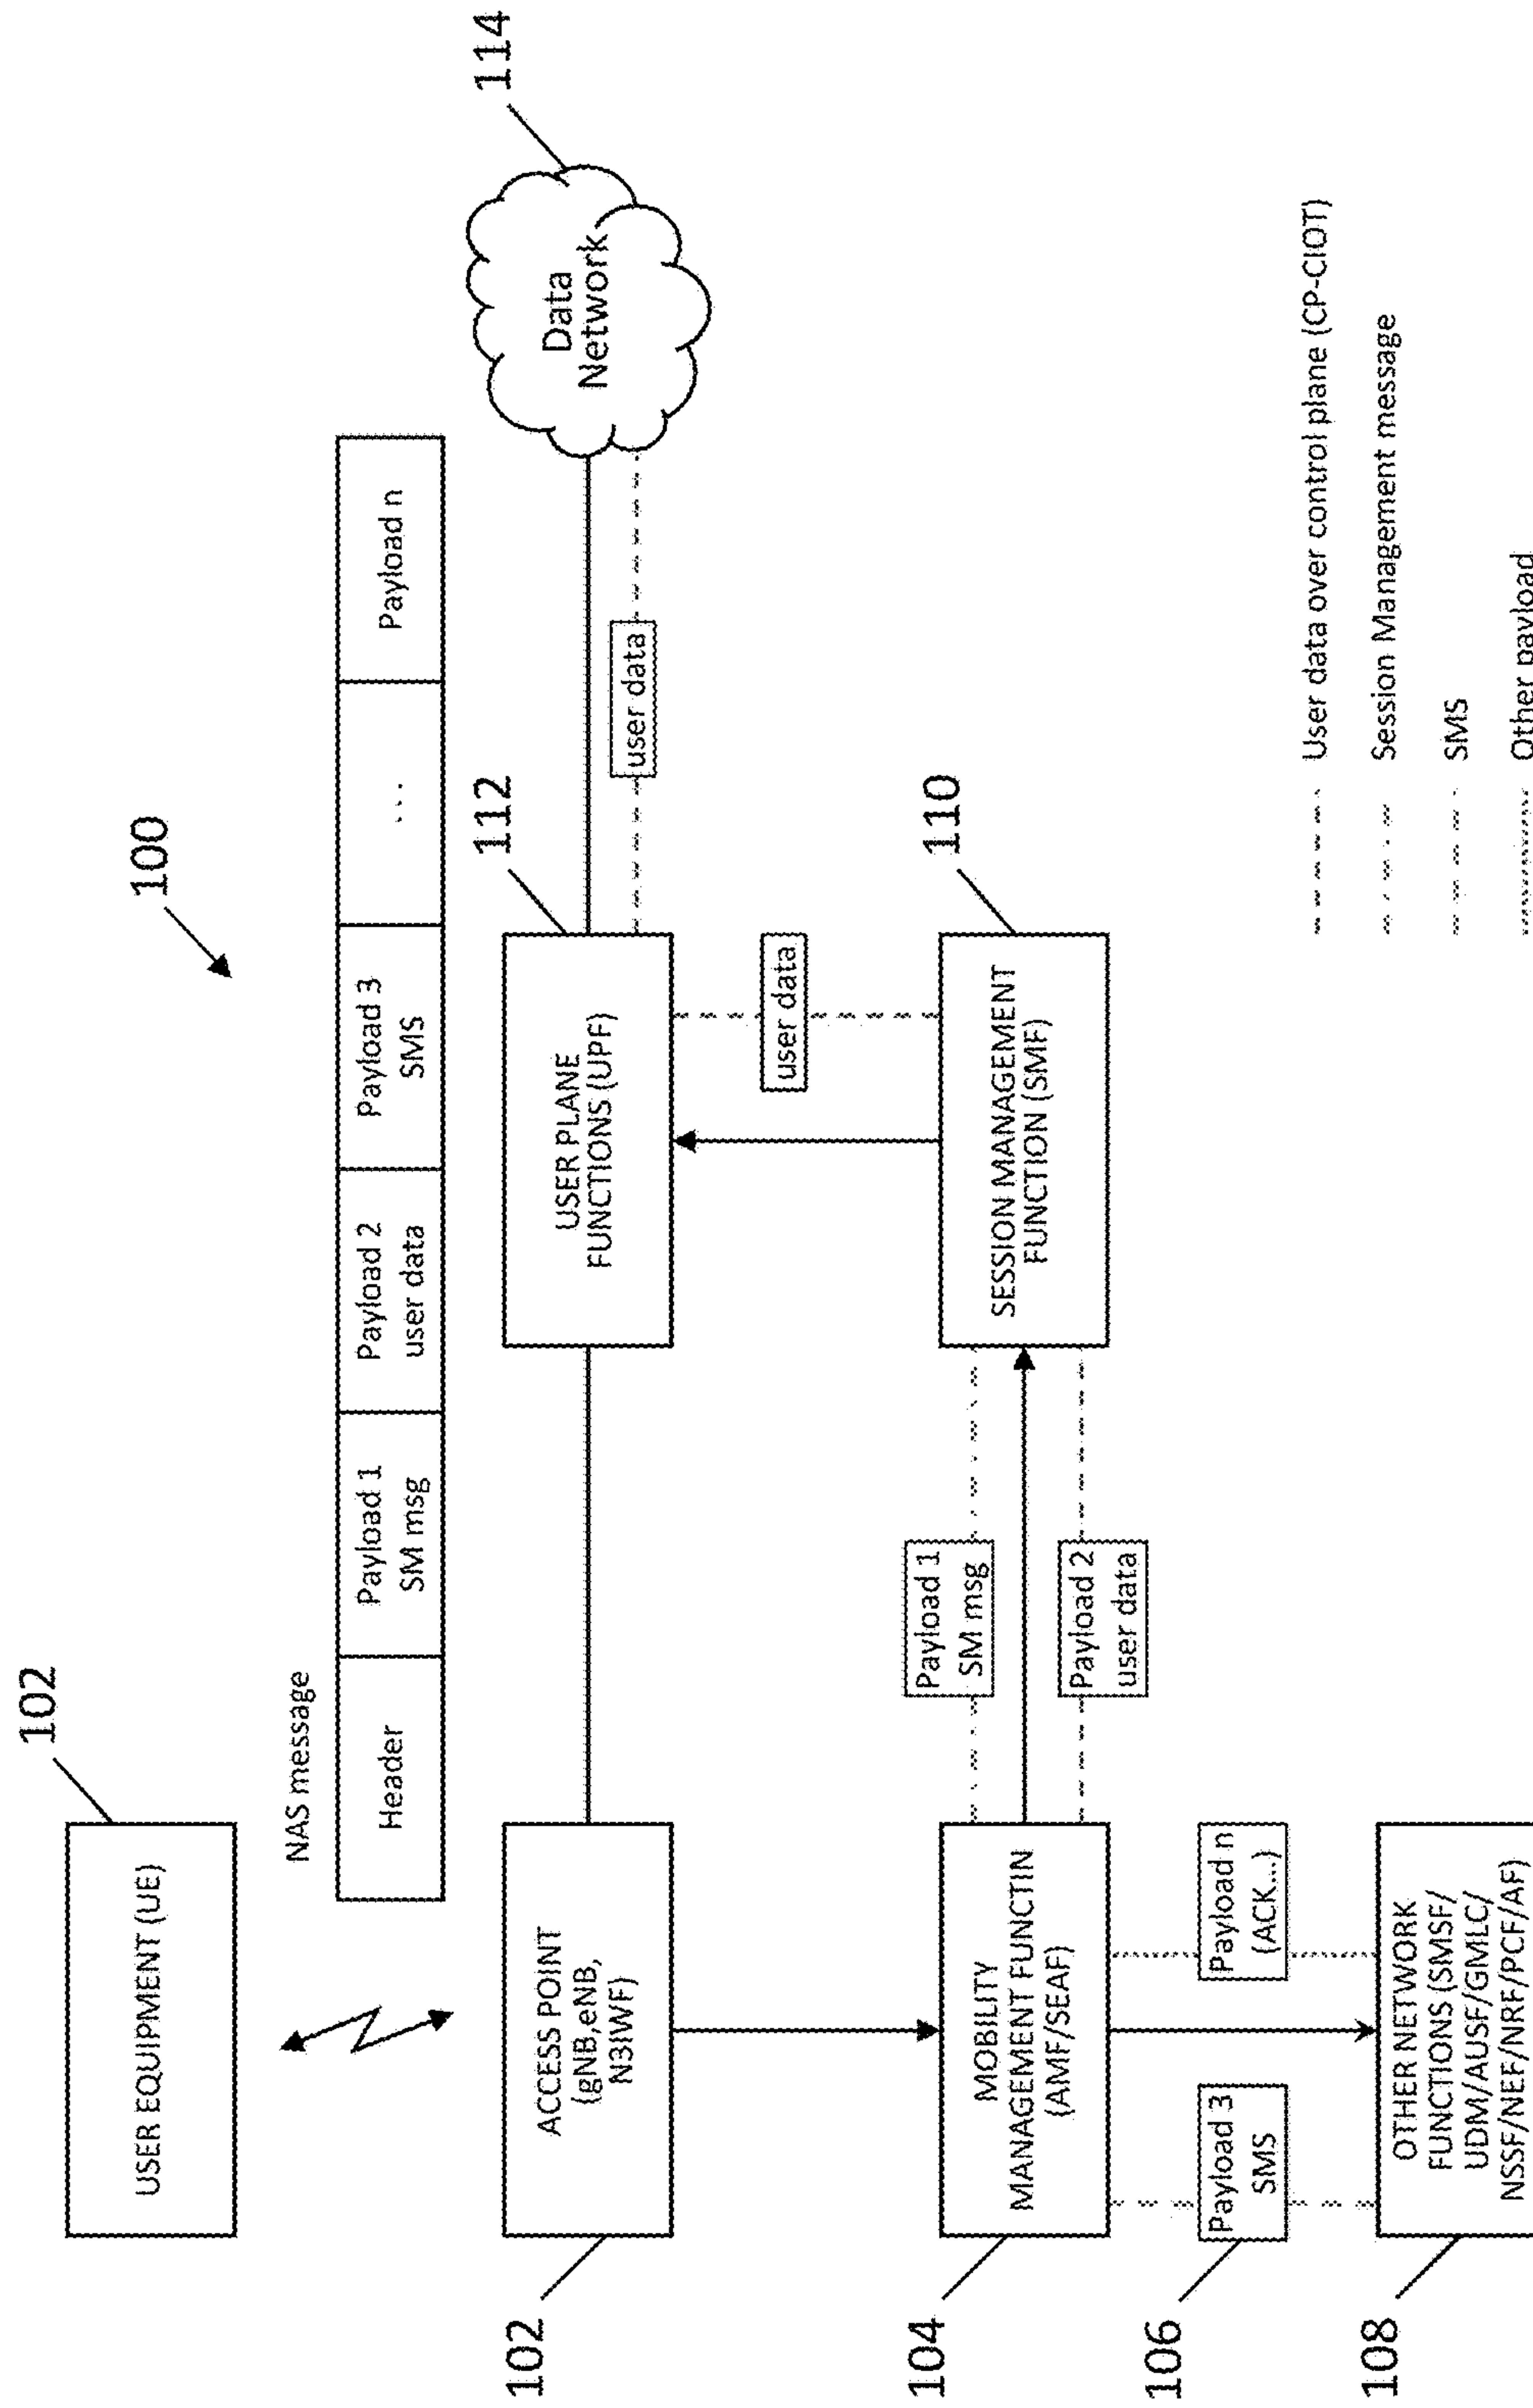 100
102
USER EQUIPMENT (UE)
NAS message
Header
Payload 1
SM msg
Payload 2
user data
Payload 3
SMS
...
Payload n
102
ACCESS POINT
(gNB,eNB,
N3IWF)
112
USER PLANE
FUNCTIONS (UPF)
user data
114
Data
Network
user data
104
MOBILITY
MANAGEMENT FUNCTIN
(AMF/SEAF)
Payload 1
SM msg
Payload 2
user data
110
SESSION MANAGEMENT
FUNCTION (SMF)
106
Payload 3
SMS
Payload n
(ACK...)
108
OTHER NETWORK
FUNCTIONS (SMSF/
UDM/AUSF/GMLC/
NSSF/NEF/NRF/PCF/AF)
User data over control plane (CP-CIOT)
Session Management message
SMS
Other payload